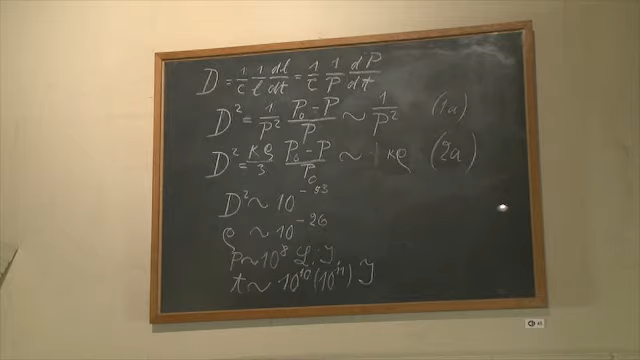 D = 1/c 1/l dl/dt = 1/c 1/P dP/dt
D² = 1/P² (P₀-P)/P ~ 1/P² (1a)
D² = κρ/3 (P₀-P)/P₀ ~ 1 κρ (2a)
D² ~ 10⁻⁵³
ρ ~ 10⁻²⁶
P ~ 10⁸ L.J.
t ~ 10¹⁰ (10¹¹) J